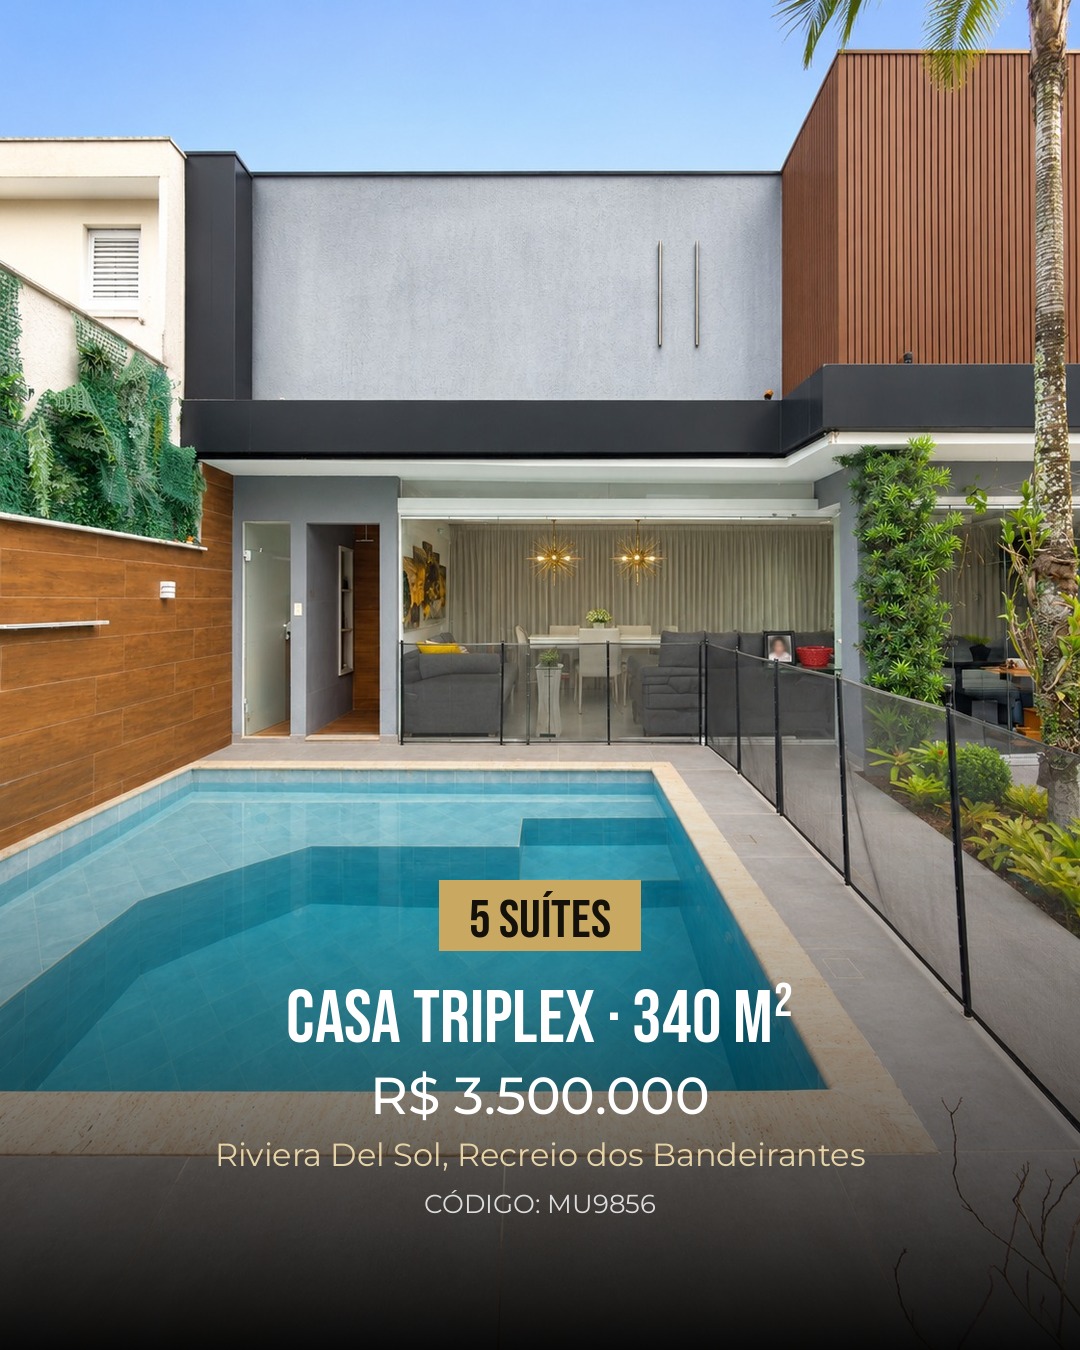 5 SUÍTES
CASA TRIPLEX · 340 M²
R$ 3.500.000
Riviera Del Sol, Recreio dos Bandeirantes
CÓDIGO: MU9856